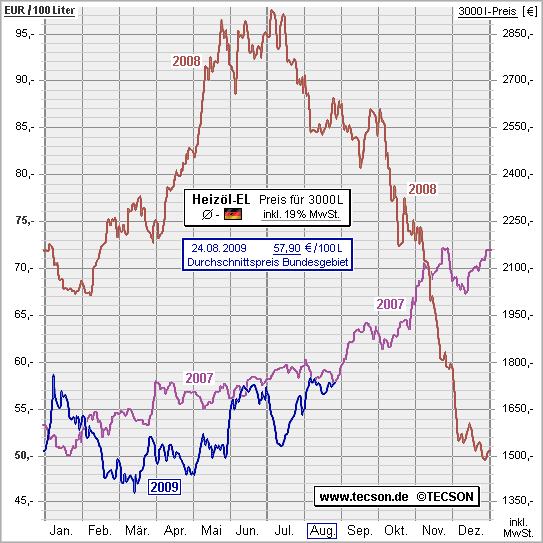 EUR / 100 Liter
3000 l-Preis [€]
95,-
90,-
85,-
80,-
75,-
70,-
65,-
60,-
55,-
50,-
45,-
2850,-
2700,-
2550,-
2400,-
2250,-
2100,-
1950,-
1800,-
1650,-
1500,-
1350,-
2008
Heizöl-EL Preis für 3000 L
Ø - inkl. 19% MwSt.
2008
24.08.2009 57,90 € /100 L
Durchschnittspreis Bundesgebiet
2007
2007
2009
www.tecson.de ©TECSON
Jan. Feb. Mär. Apr. Mai Jun. Jul. Aug. Sep. Okt. Nov. Dez.
inkl.
MwSt.